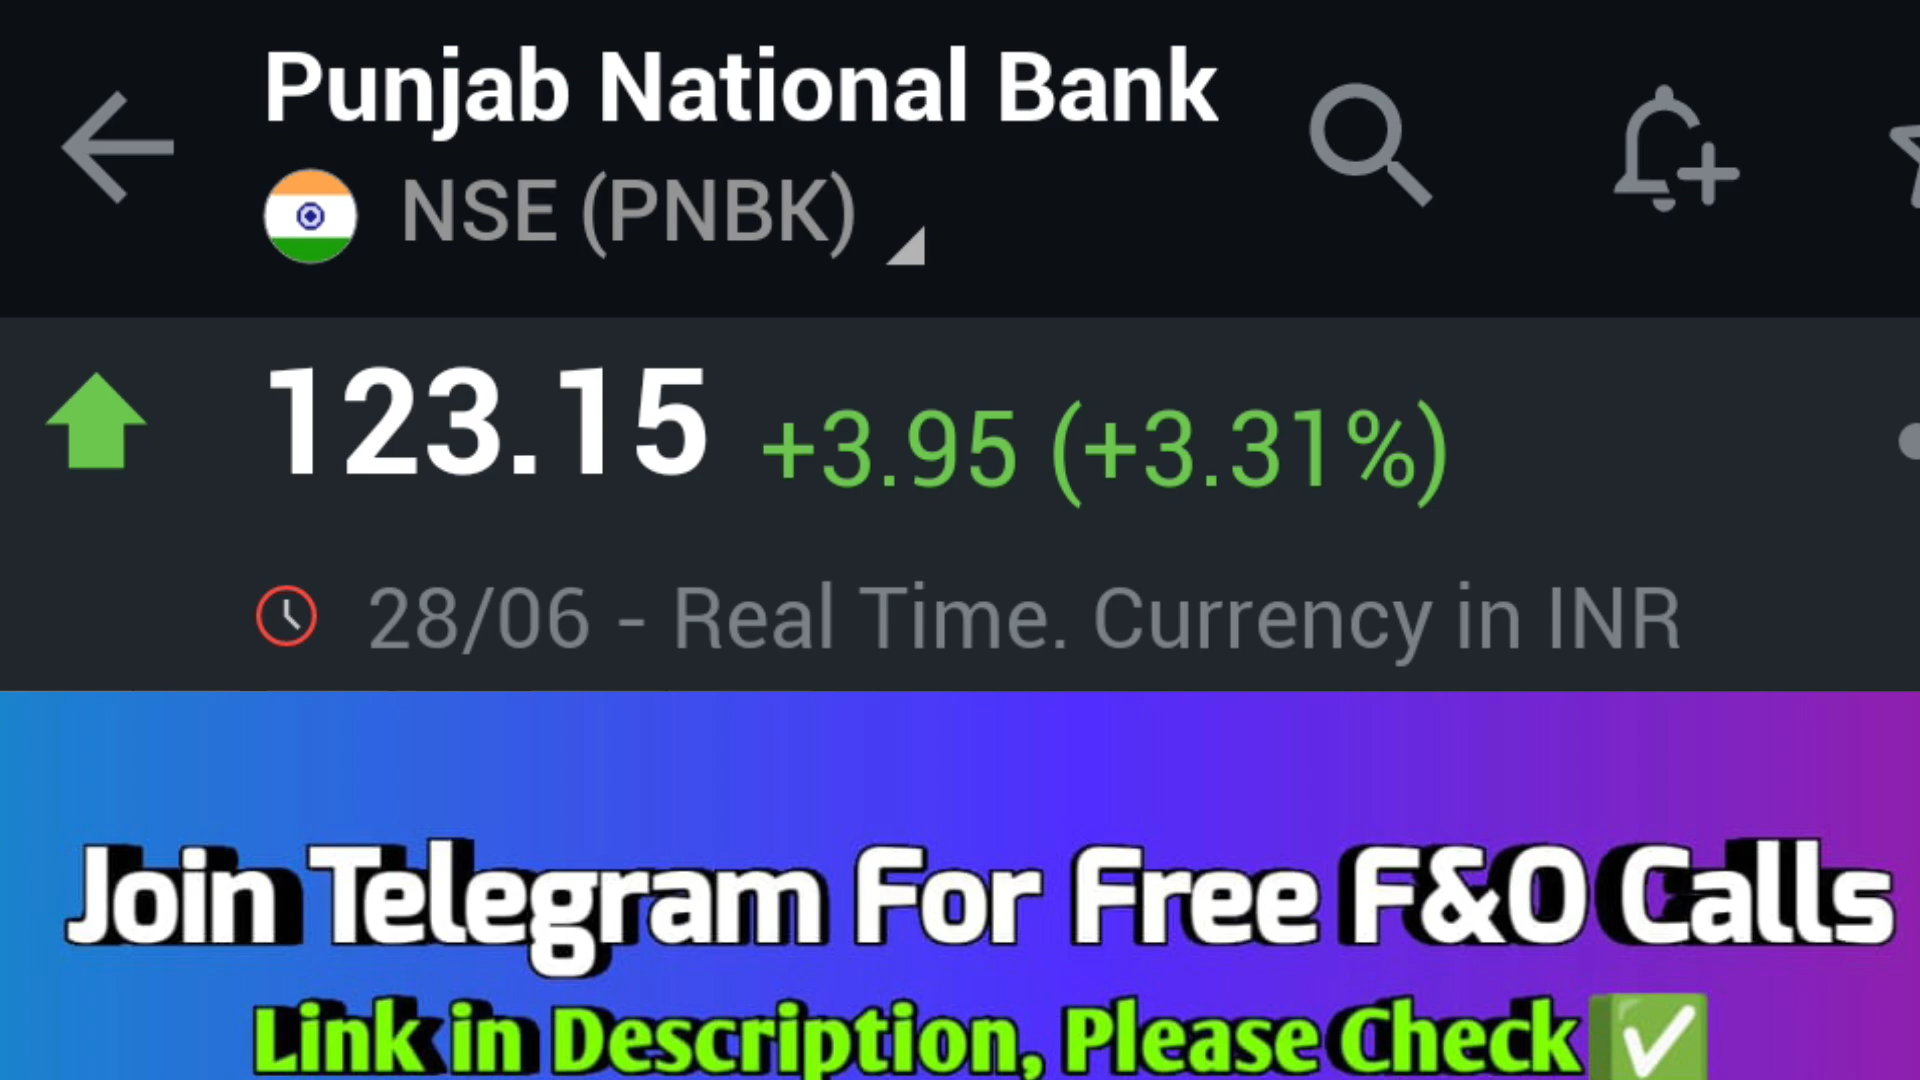 Punjab National Bank
NSE (PNBK)
123.15 +3.95 (+3.31%)
28/06 - Real Time. Currency in INR
Join Telegram For Free F&O Calls
Link in Description, Please Check ✅